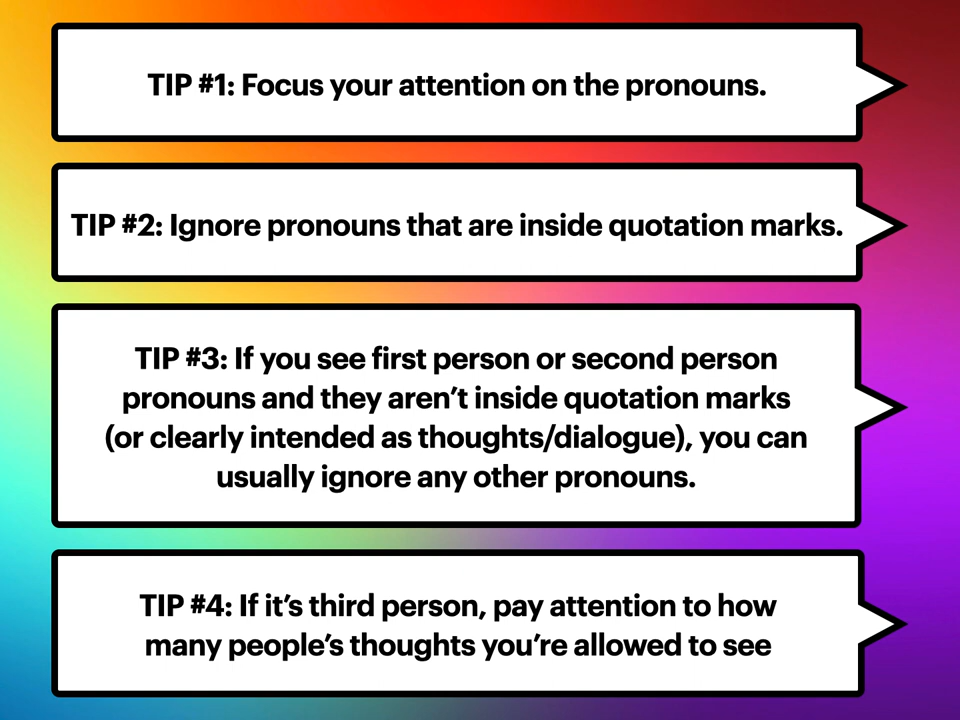 TIP #1: Focus your attention on the pronouns.
TIP #2: Ignore pronouns that are inside quotation marks.
TIP #3: If you see first person or second person
pronouns and they aren’t inside quotation marks
(or clearly intended as thoughts/dialogue), you can
usually ignore any other pronouns.
TIP #4: If it’s third person, pay attention to how
many people’s thoughts you’re allowed to see